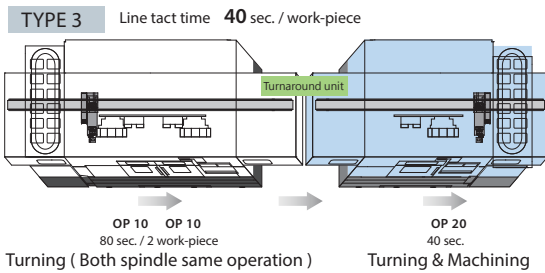 TYPE 3 Line tact time 40 sec. / work-piece
Turnaround unit
OP 10 OP 10 OP 20
80 sec. / 2 work-piece 40 sec.
Turning ( Both spindle same operation ) Turning & Machining